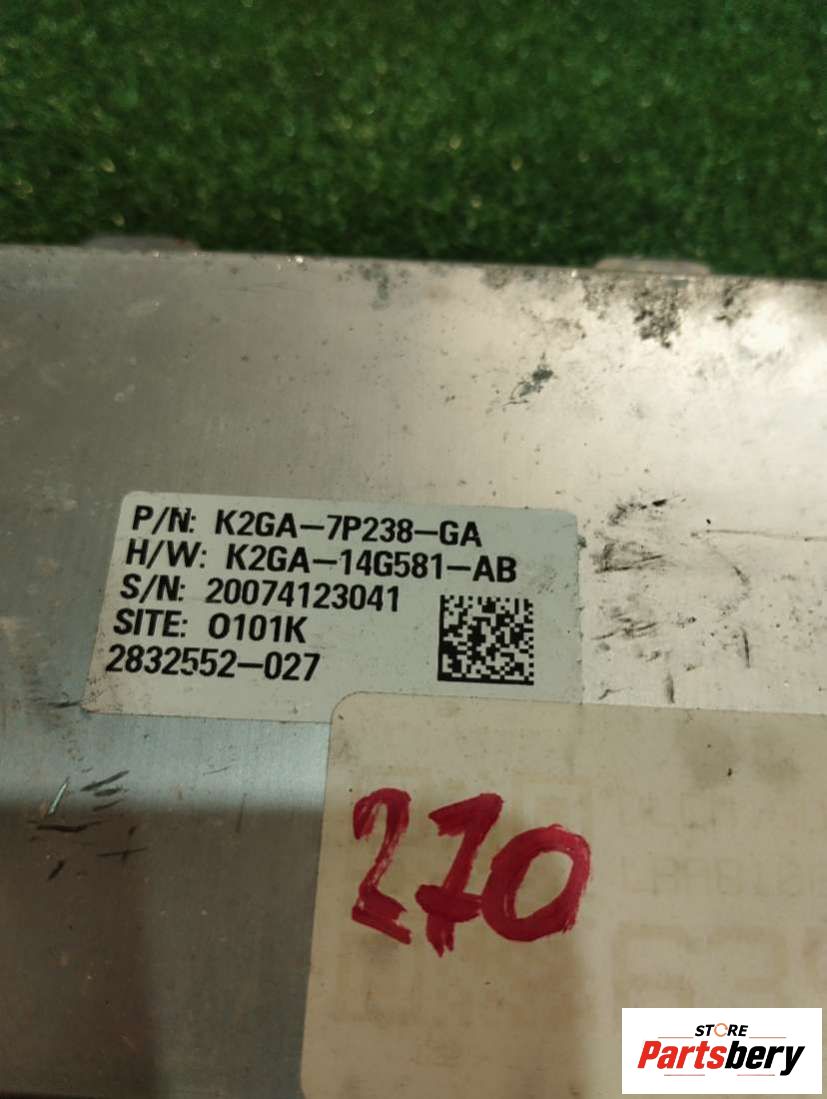 P/N: K2GA-7P238-GA
H/W: K2GA-14G581-AB
S/N: 20074123041
SITE: O101K
2832552-027
270
STORE
Partsbery